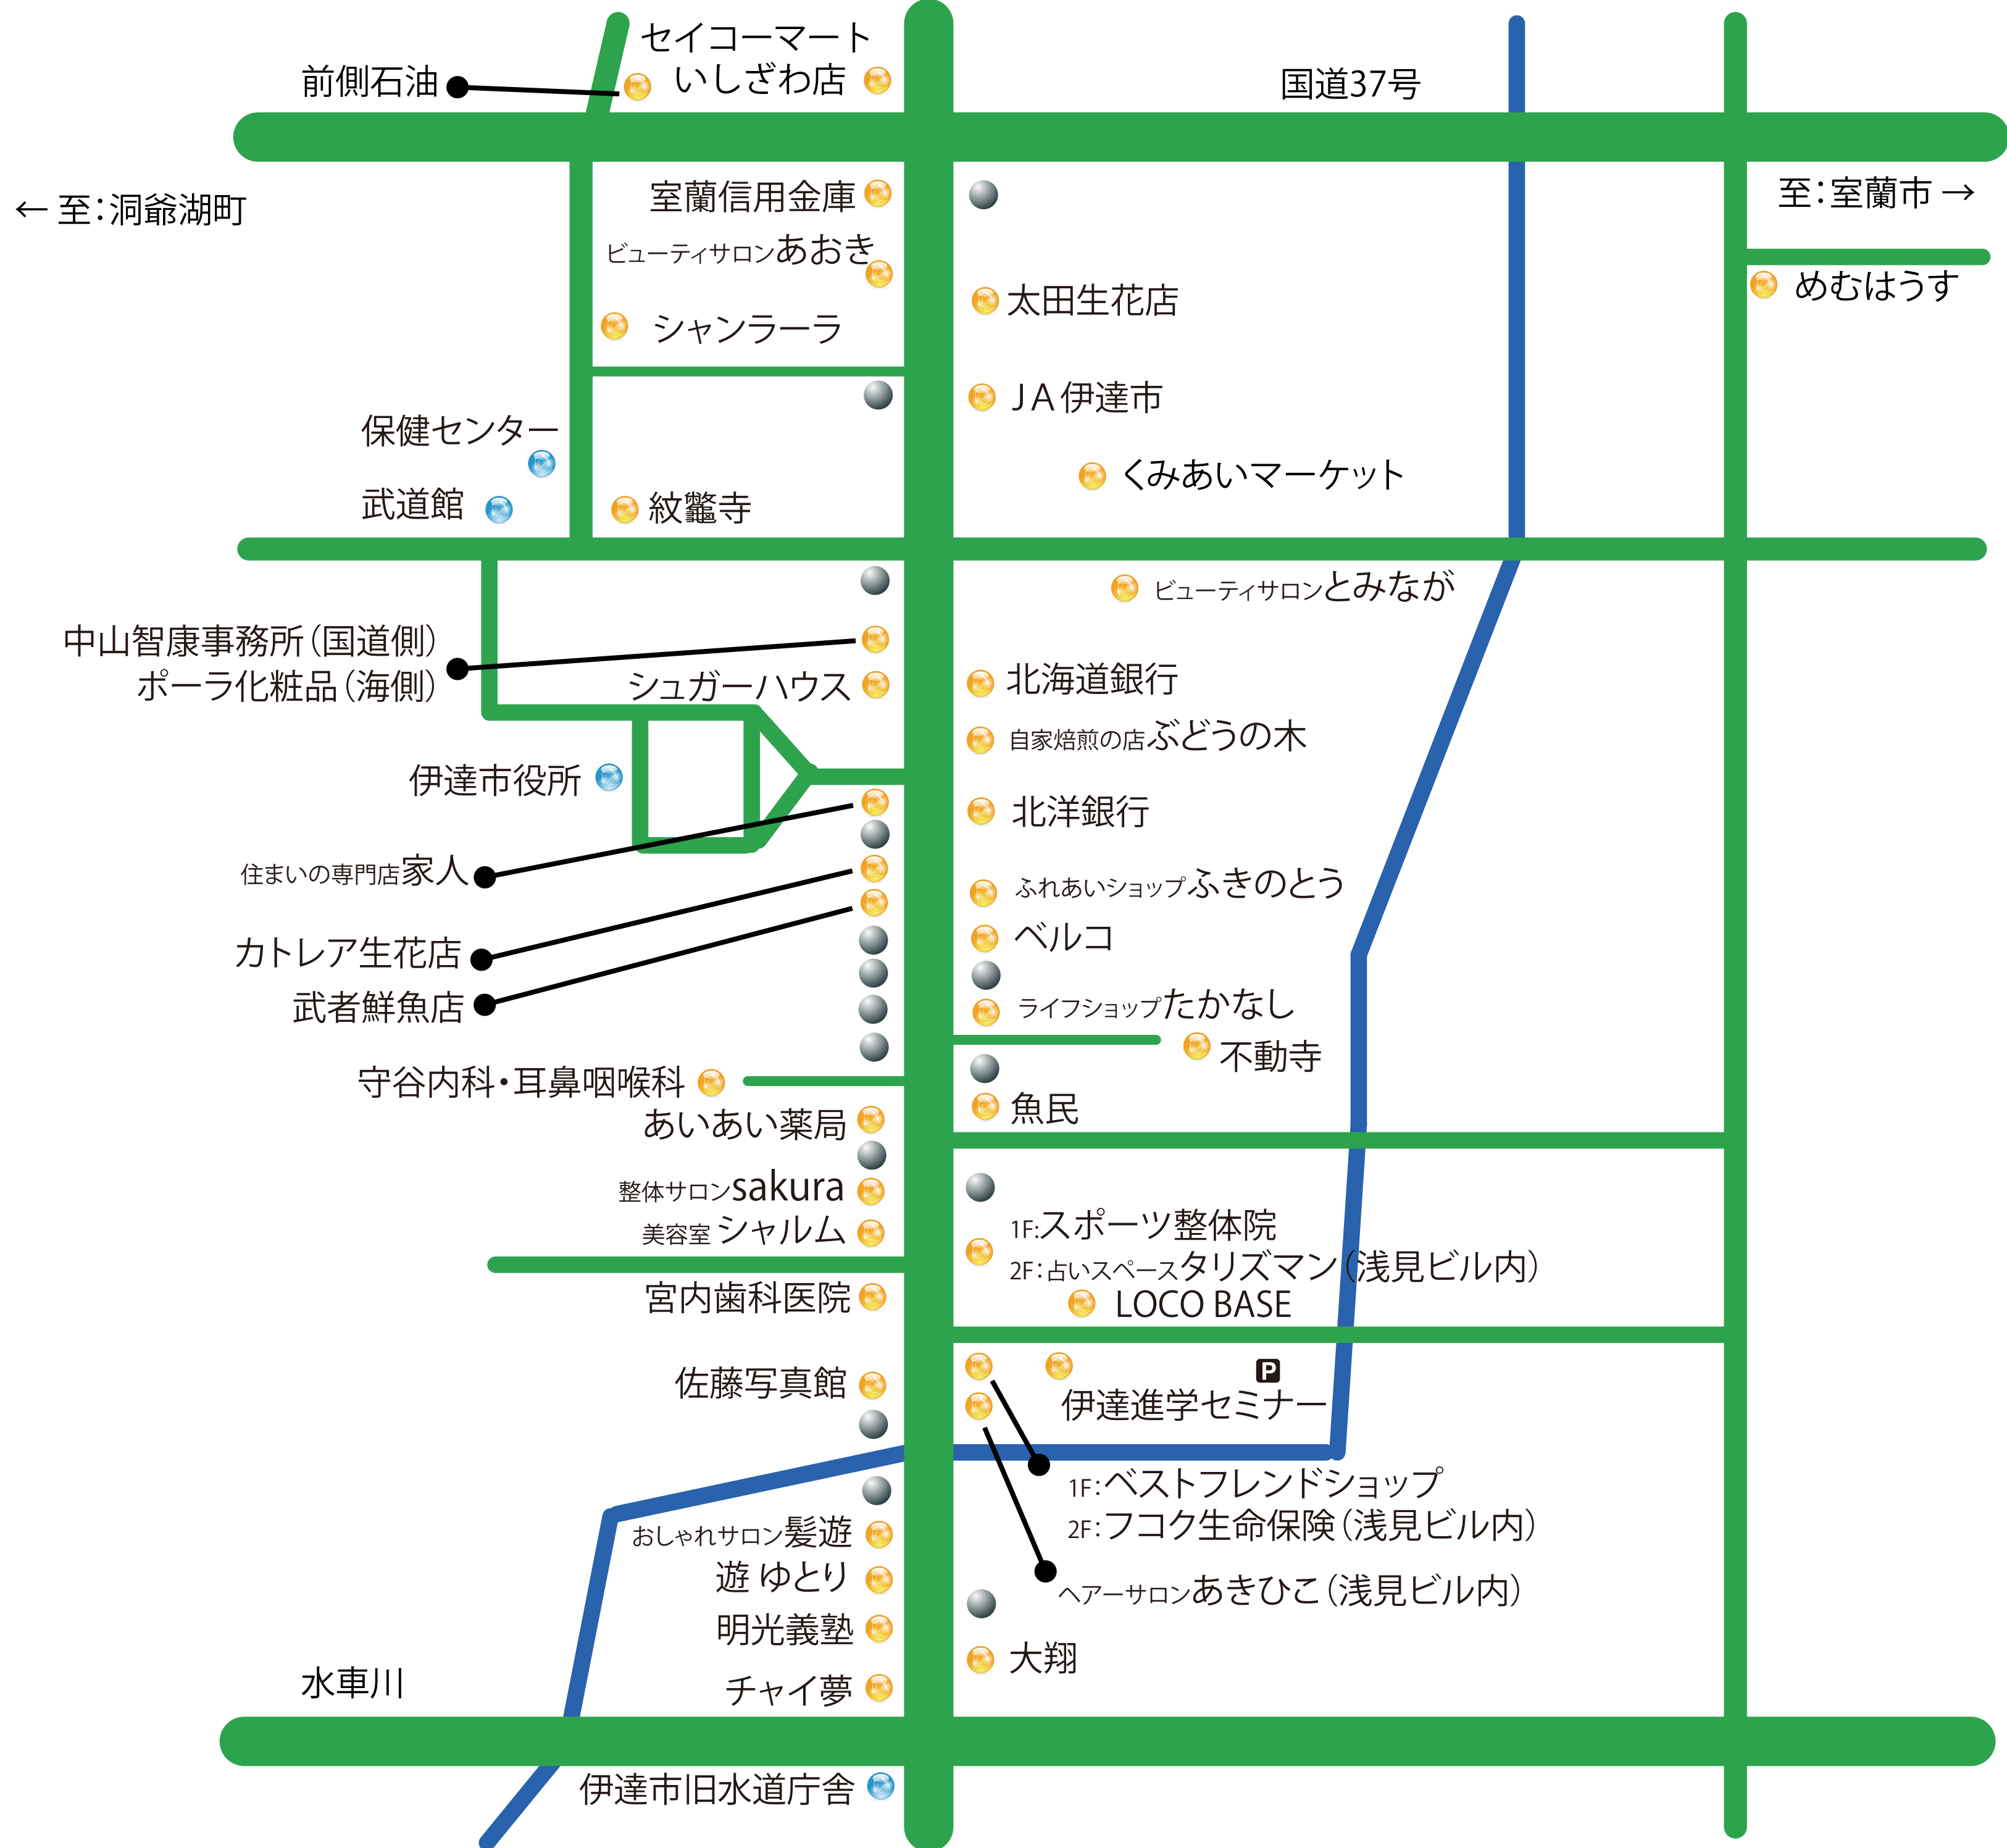 セイコーマート
いしざわ店
前側石油
国道37号
←至：洞爺湖町
至：室蘭市→
室蘭信用金庫
ビューティサロンあおき
シャンラーラ
太田生花店
めむはうす
JA伊達市
保健センター
くみあいマーケット
武道館
紋鼈寺
ビューティサロンとみなが
中山智康事務所（国道側）
ポーラ化粧品（海側）
シュガーハウス
北海道銀行
自家焙煎の店ぶどうの木
伊達市役所
北洋銀行
住まいの専門店家人
ふれあいショップふきのとう
カトレア生花店
ベルコ
武者鮮魚店
ライフショップたかなし
不動寺
守谷内科・耳鼻咽喉科
魚民
あいあい薬局
整体サロンsakura
美容室シャルム
1F：スポーツ整体院
2F：占いスペースタリズマン（浅見ビル内）
宮内歯科医院
LOCO BASE
佐藤写真館
P
伊達進学セミナー
1F：ベストフレンドショップ
2F：フコク生命保険（浅見ビル内）
おしゃれサロン髪遊
遊 ゆとり
ヘアーサロンあきひこ（浅見ビル内）
明光義塾
大翔
水車川
チャイ夢
伊達市旧水道庁舎